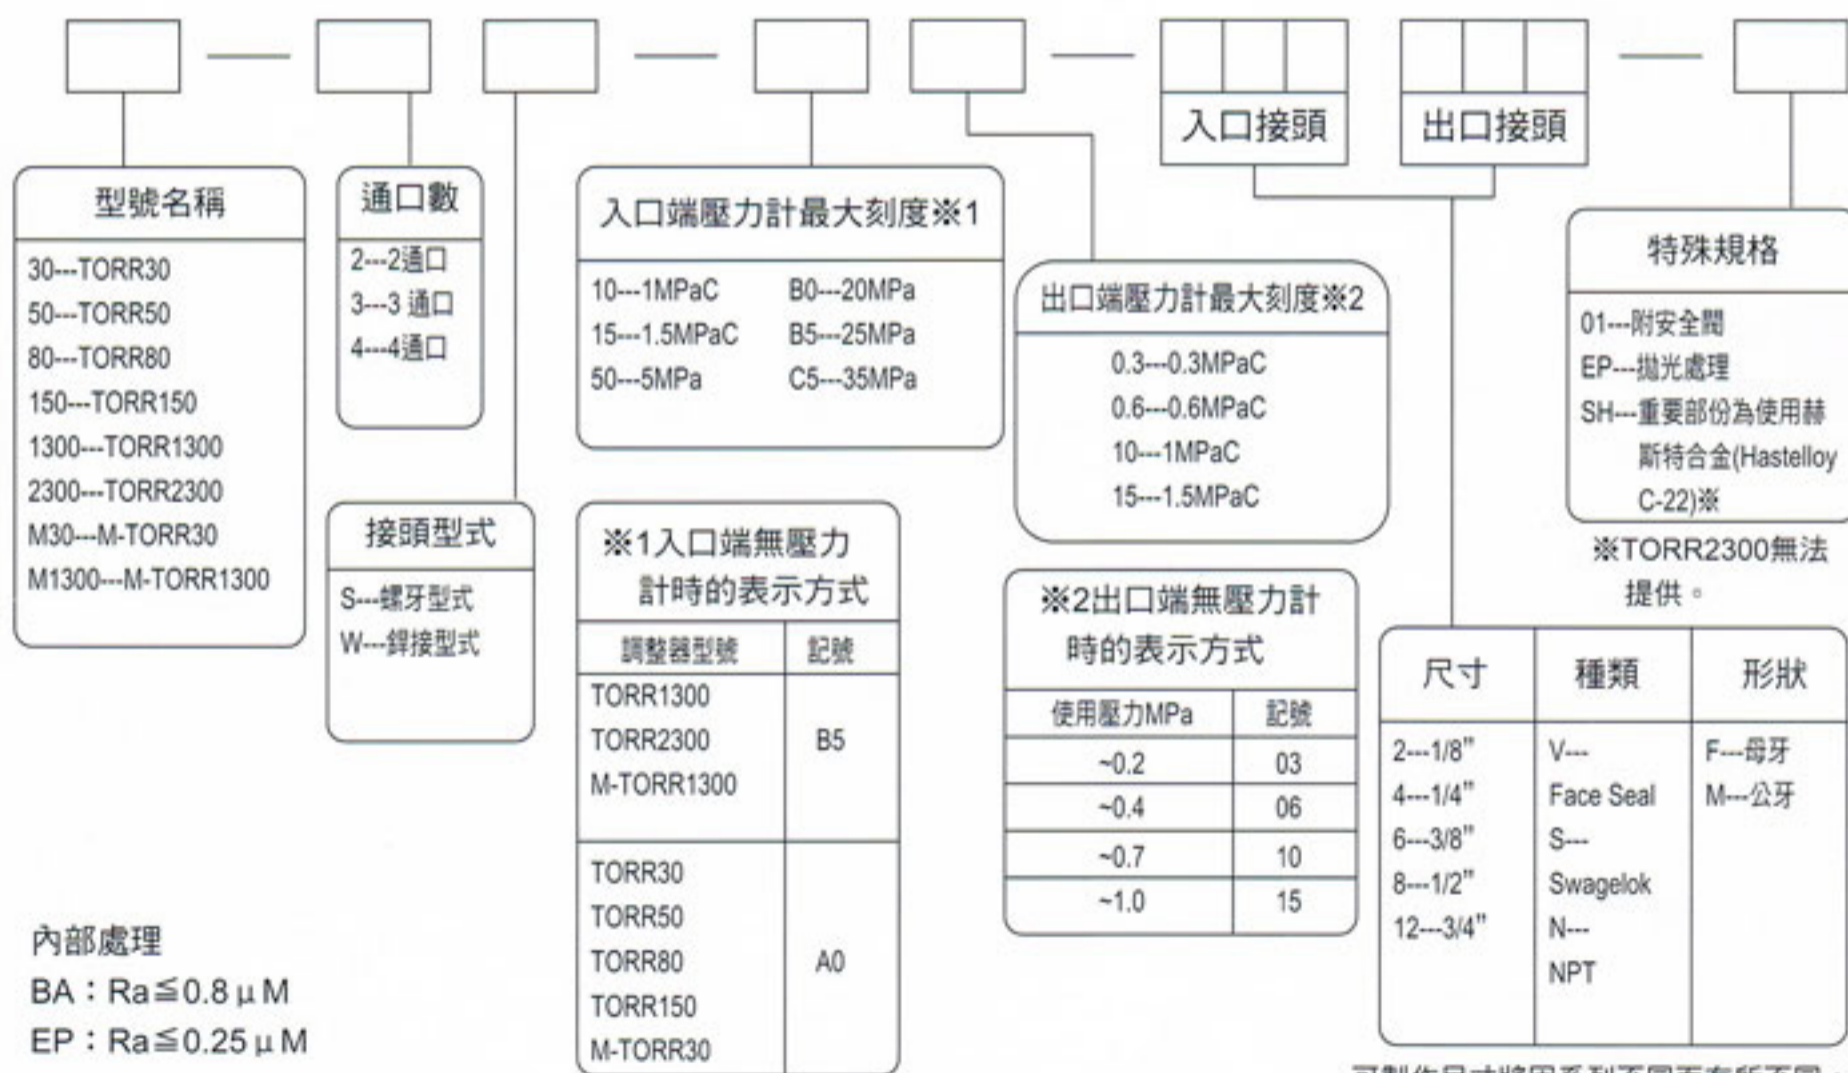 入口接頭
出口接頭
型號名稱
30---TORR30
50---TORR50
80---TORR80
150---TORR150
1300---TORR1300
2300---TORR2300
M30---M-TORR30
M1300---M-TORR1300
通口數
2---2通口
3---3 通口
4---4通口
接頭型式
S---螺牙型式
W---銲接型式
入口端壓力計最大刻度※1
10---1MPaC B0---20MPa
15---1.5MPaC B5---25MPa
50---5MPa C5---35MPa
※1入口端無壓力
計時的表示方式
調整器型號 記號
TORR1300
TORR2300 B5
M-TORR1300
TORR30
TORR50
TORR80 A0
TORR150
M-TORR30
出口端壓力計最大刻度※2
0.3---0.3MPaC
0.6---0.6MPaC
10---1MPaC
15---1.5MPaC
※2出口端無壓力計
時的表示方式
使用壓力MPa 記號
~0.2 03
~0.4 06
~0.7 10
~1.0 15
特殊規格
01---附安全閥
EP---拋光處理
SH---重要部份為使用赫
斯特合金(Hastelloy
C-22)※
※TORR2300無法
提供。
尺寸 種類 形狀
2---1/8” V--- F---母牙
4---1/4” Face Seal M---公牙
6---3/8” S---
8---1/2” Swagelok
12---3/4” N---
NPT
內部處理
BA：Ra≦0.8 μ M
EP：Ra≦0.25 μ M